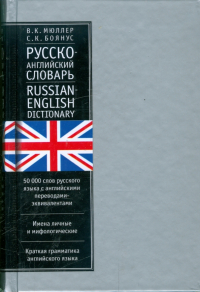 В.К. МЮЛЛЕР
С.К. БОЯНУС
РУССКО-
АНГЛИЙСКИЙ
СЛОВАРЬ
RUSSIAN-
ENGLISH
DICTIONARY
50 000 слов русского
языка с английскими
переводами-
эквивалентами
Имена личные
и мифологические
Краткая грамматика
английского языка